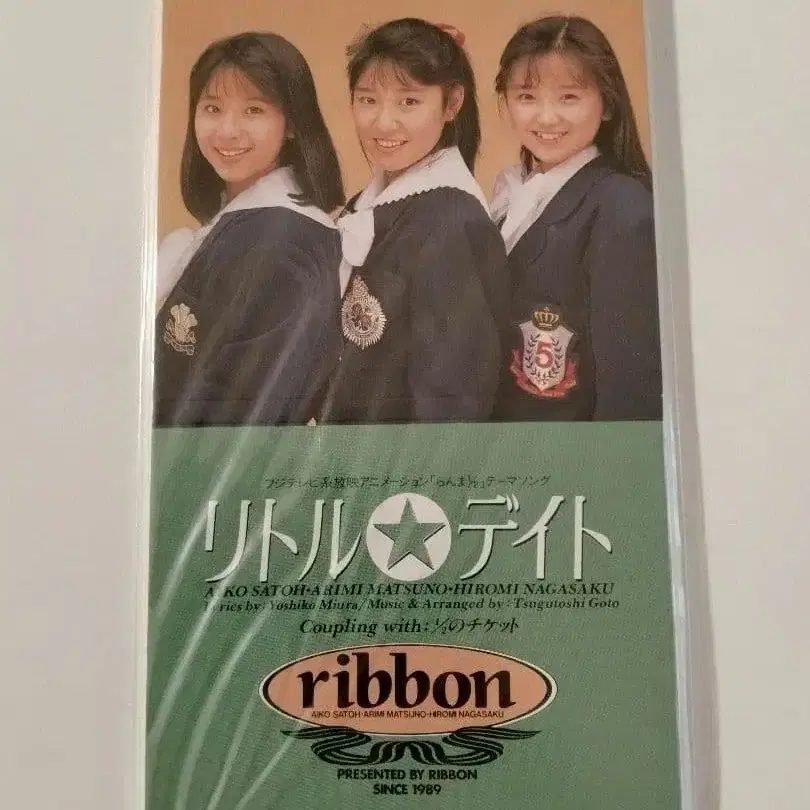 5
フジテレビ系放映アニメーション「らんま1/2」テーマソング
リトル☆デイト
AIKO SATOH・ARIMI MATSUNO・HIROMI NAGASAKU
Lyrics by:Yoshiko Miura/Music & Arranged by:Tsugutoshi Goto
Coupling with:½のチケット
ribbon
AIKO SATOH・ARIMI MATSUNO・HIROMI NAGASAKU
PRESENTED BY RIBBON
SINCE 1989